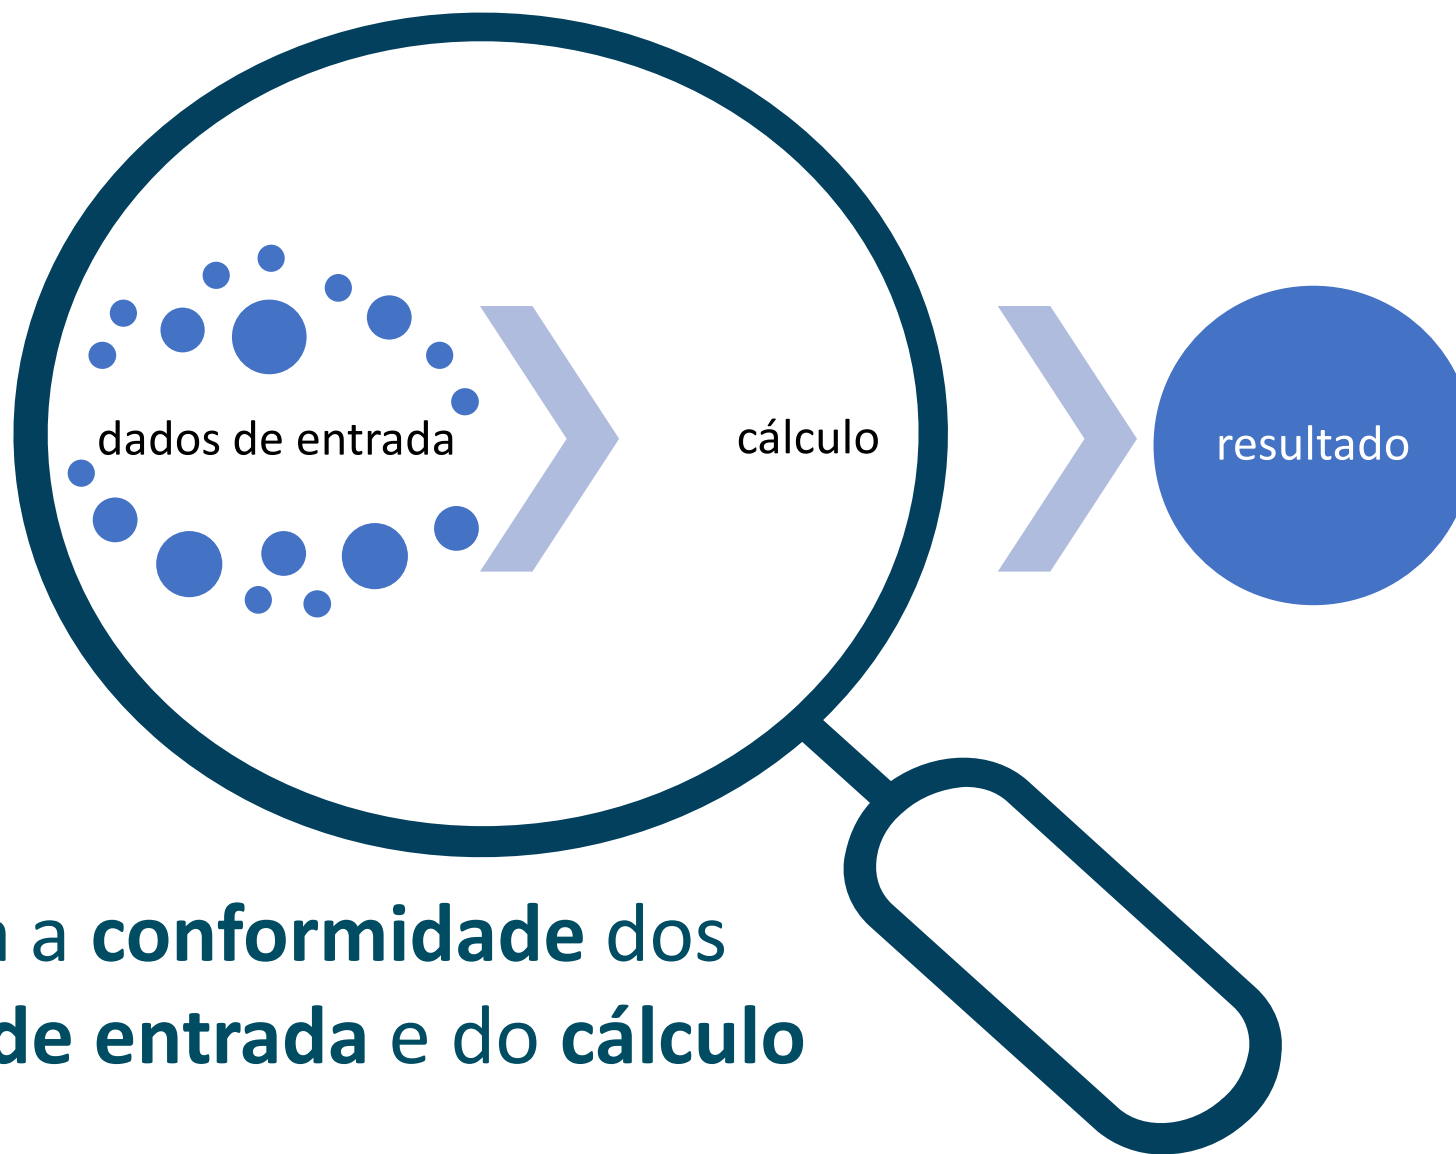 dados de entrada
cálculo
resultado
a conformidade dos
de entrada e do cálculo